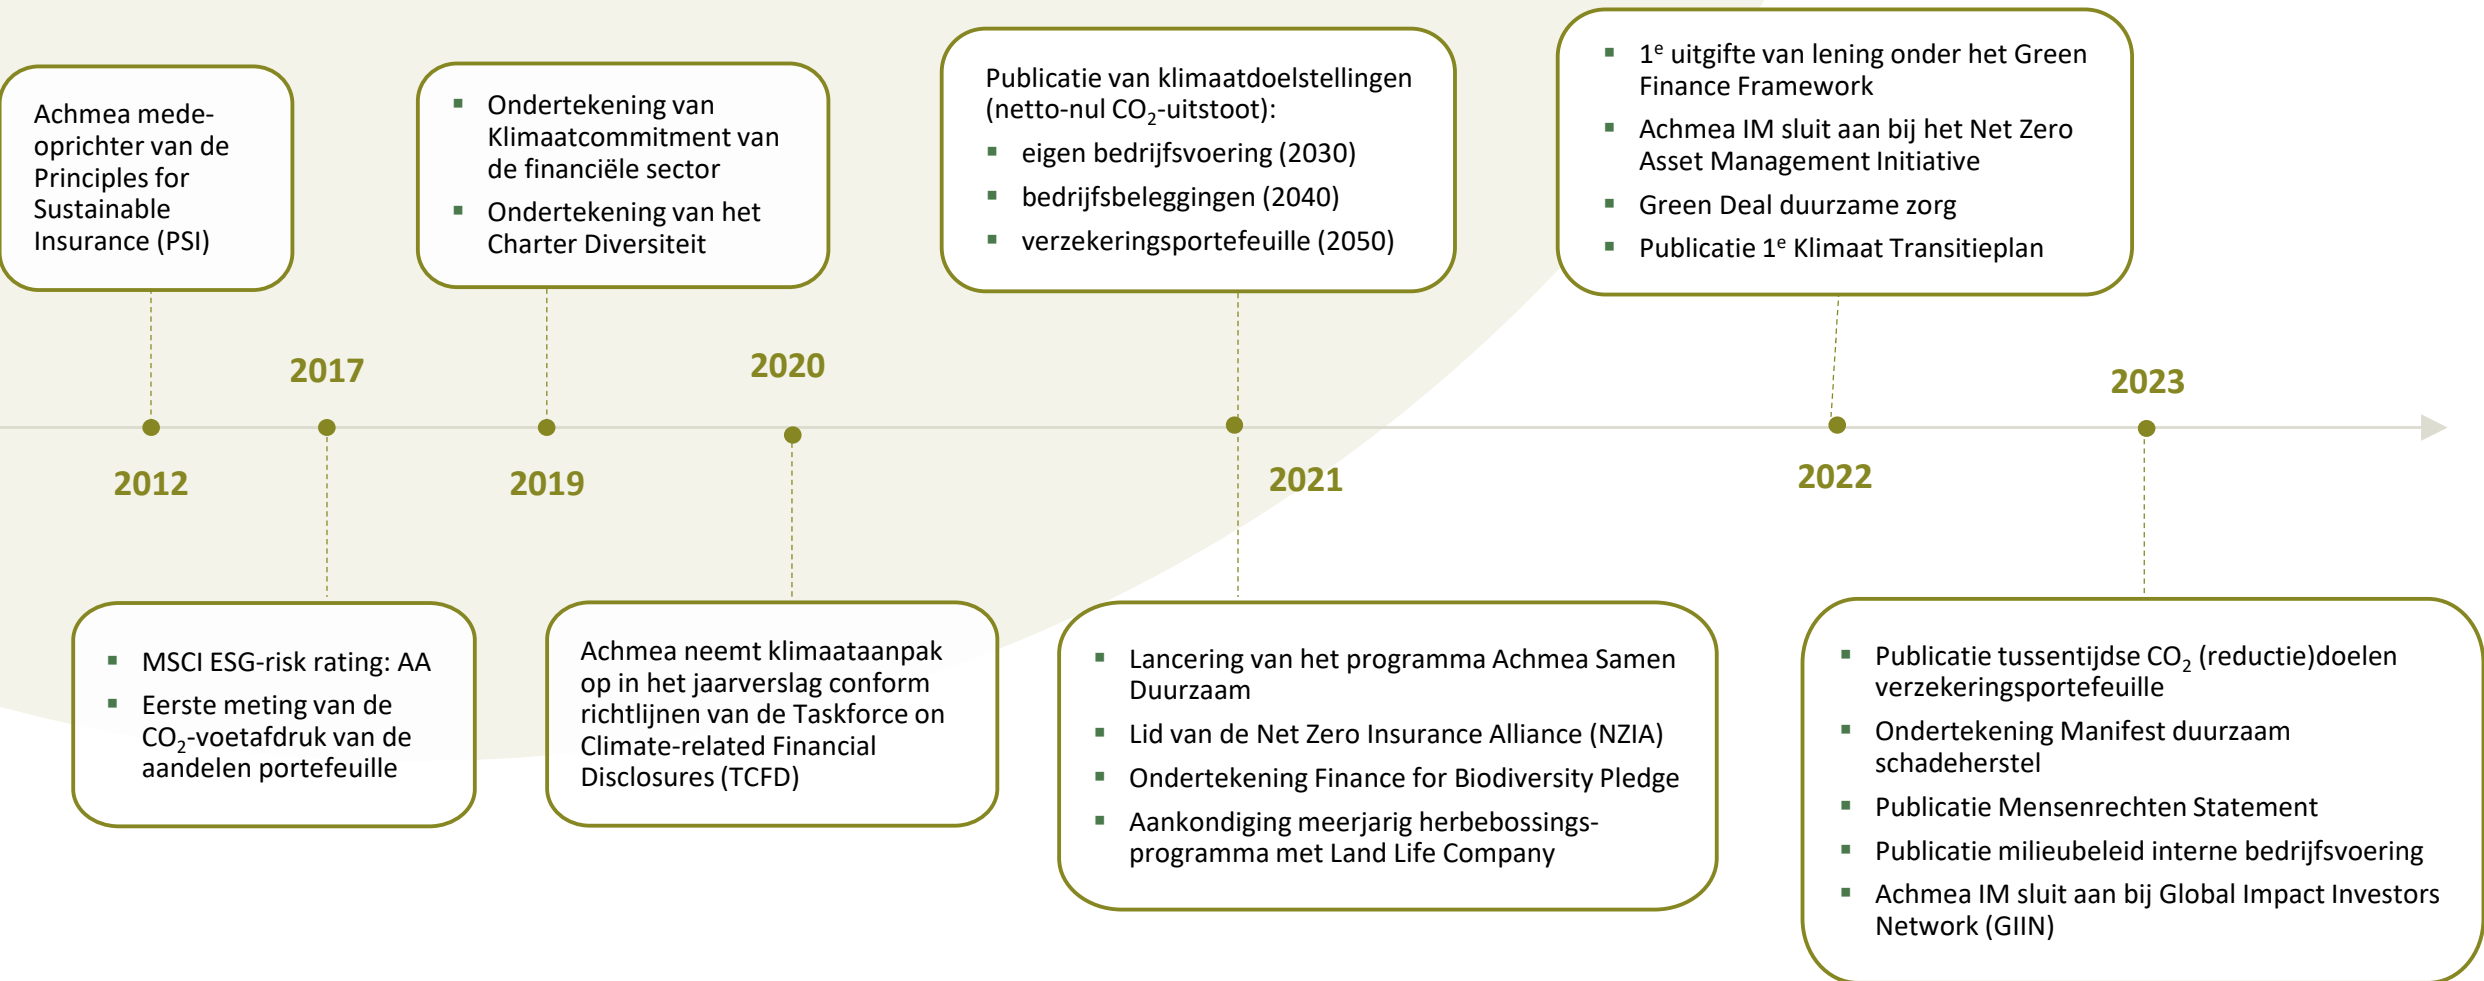 Achmea mede-
oprichter van de
Principles for
Sustainable
Insurance (PSI)
▪ Ondertekening van
Klimaatcommitment van
de financiële sector
▪ Ondertekening van het
Charter Diversiteit
Publicatie van klimaatdoelstellingen
(netto-nul CO₂-uitstoot):
▪ eigen bedrijfsvoering (2030)
▪ bedrijfsbeleggingen (2040)
▪ verzekeringsportefeuille (2050)
▪ 1ᵉ uitgifte van lening onder het Green
Finance Framework
▪ Achmea IM sluit aan bij het Net Zero
Asset Management Initiative
▪ Green Deal duurzame zorg
▪ Publicatie 1ᵉ Klimaat Transitieplan
2017
2020
2023
2012
2019
2021
2022
▪ MSCI ESG-risk rating: AA
▪ Eerste meting van de
CO₂-voetafdruk van de
aandelen portefeuille
Achmea neemt klimaataanpak
op in het jaarverslag conform
richtlijnen van de Taskforce on
Climate-related Financial
Disclosures (TCFD)
▪ Lancering van het programma Achmea Samen
Duurzaam
▪ Lid van de Net Zero Insurance Alliance (NZIA)
▪ Ondertekening Finance for Biodiversity Pledge
▪ Aankondiging meerjarig herbebossings-
programma met Land Life Company
▪ Publicatie tussentijdse CO₂ (reductie)doelen
verzekeringsportefeuille
▪ Ondertekening Manifest duurzaam
schadeherstel
▪ Publicatie Mensenrechten Statement
▪ Publicatie milieubeleid interne bedrijfsvoering
▪ Achmea IM sluit aan bij Global Impact Investors
Network (GIIN)